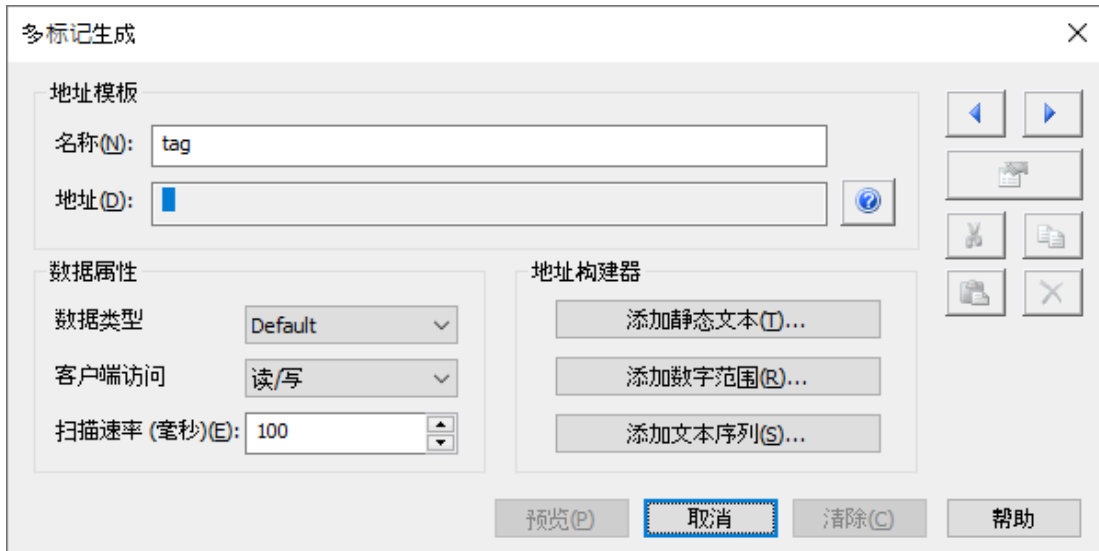 多标记生成
地址模板
名称(N): tag
地址(D):
数据属性
数据类型 Default
客户端访问 读/写
扫描速率 (毫秒)(E): 100
地址构建器
添加静态文本(T)...
添加数字范围(R)...
添加文本序列(S)...
预览(P) 取消 清除(C) 帮助